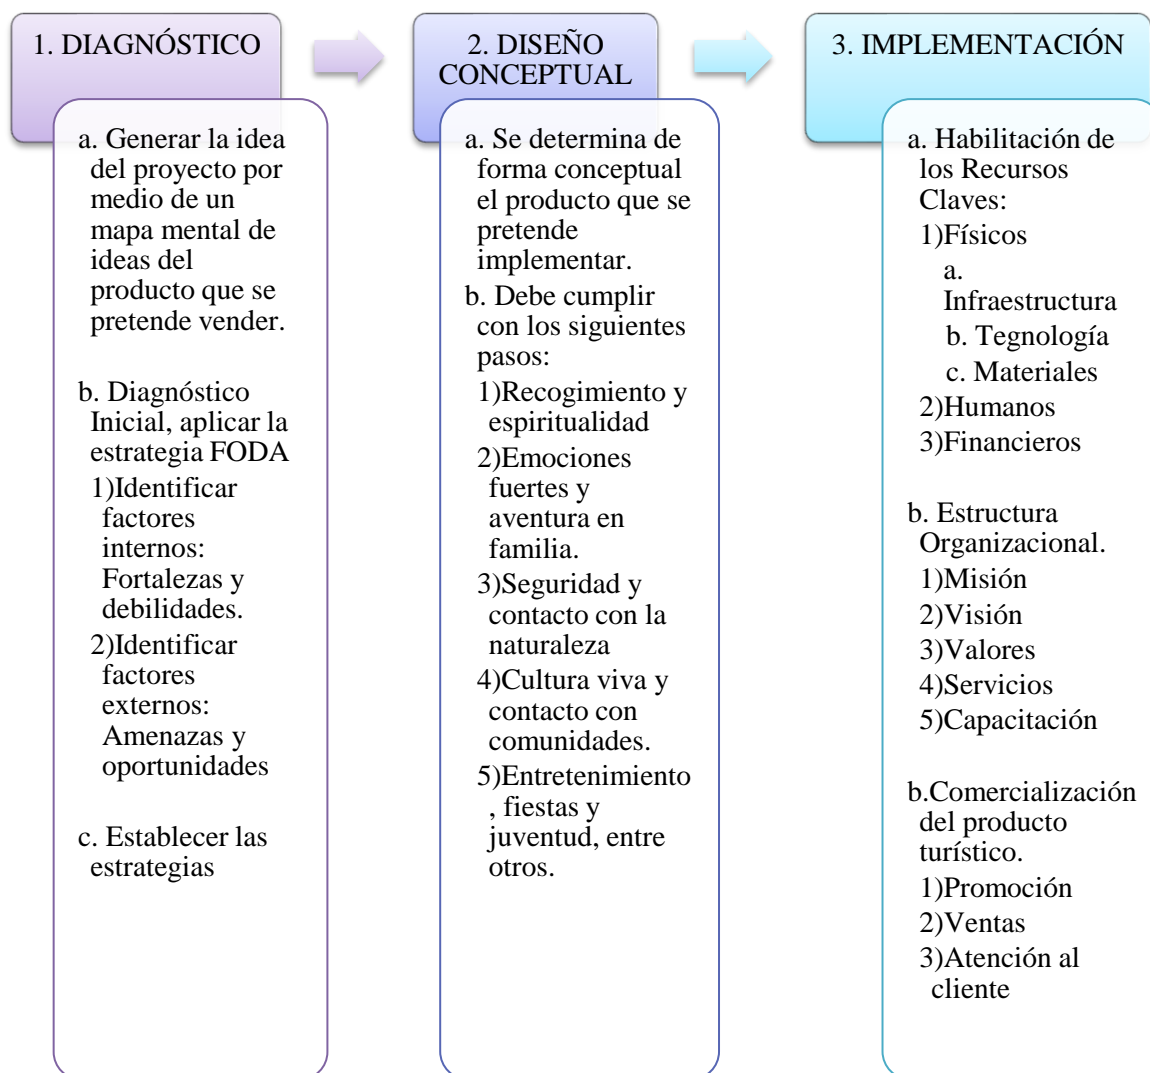 1. DIAGNÓSTICO
a. Generar la idea
del proyecto por
medio de un
mapa mental de
ideas del
producto que se
pretende vender.
b. Diagnóstico
Inicial, aplicar la
estrategia FODA
1)Identificar
factores
internos:
Fortalezas y
debilidades.
2)Identificar
factores
externos:
Amenazas y
oportunidades
c. Establecer las
estrategias
2. DISEÑO
CONCEPTUAL
a. Se determina de
forma conceptual
el producto que se
pretende
implementar.
b. Debe cumplir
con los siguientes
pasos:
1)Recogimiento y
espiritualidad
2)Emociones
fuertes y
aventura en
familia.
3)Seguridad y
contacto con la
naturaleza
4)Cultura viva y
contacto con
comunidades.
5)Entretenimiento
, fiestas y
juventud, entre
otros.
3. IMPLEMENTACIÓN
a. Habilitación de
los Recursos
Claves:
1)Físicos
a.
Infraestructura
b. Tegnología
c. Materiales
2)Humanos
3)Financieros
b. Estructura
Organizacional.
1)Misión
2)Visión
3)Valores
4)Servicios
5)Capacitación
b.Comercialización
del producto
turístico.
1)Promoción
2)Ventas
3)Atención al
cliente